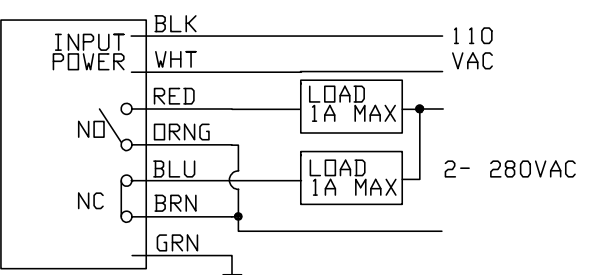 BLK
INPUT
POWER
110
VAC
WHT
RED
LOAD
1A MAX
NO
ORNG
BLU
LOAD
1A MAX
2- 280VAC
NC
BRN
GRN